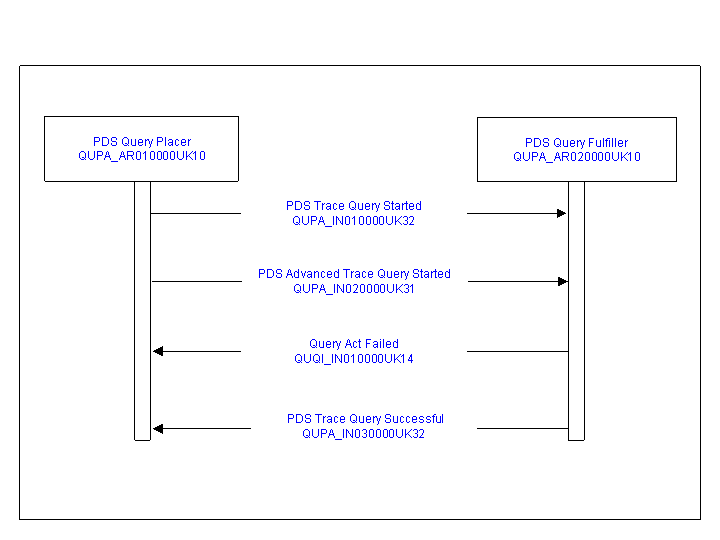 PDS Query Placer
QUPA_AR010000UK10
PDS Query Fulfiller
QUPA_AR020000UK10
PDS Trace Query Started
QUPA_IN010000UK32
PDS Advanced Trace Query Started
QUPA_IN020000UK31
Query Act Failed
QUQI_IN010000UK14
PDS Trace Query Successful
QUPA_IN030000UK32